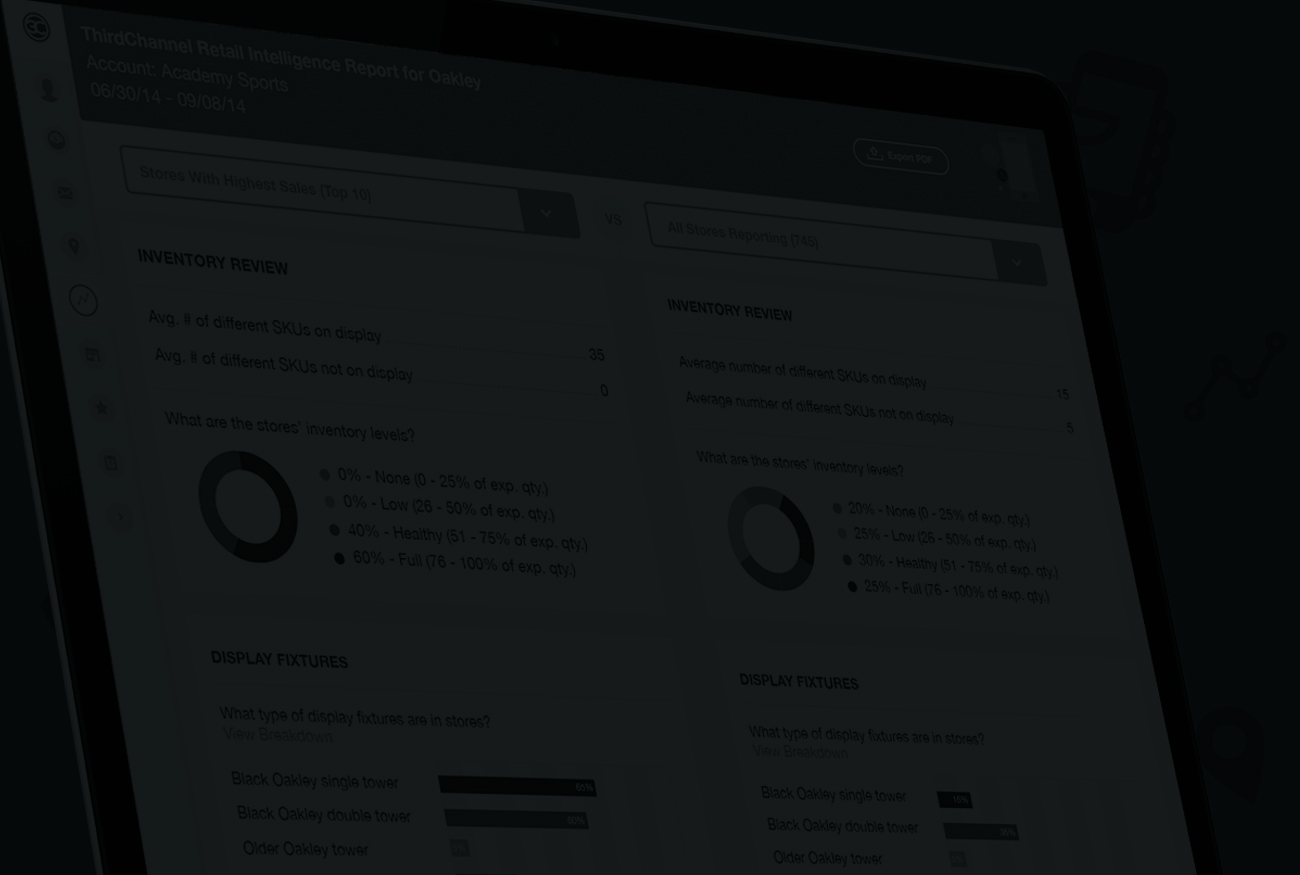 ThirdChannel Retail Intelligence Report for Oakley
Account: Academy Sports
06/30/14 - 09/08/14
Export PDF
Stores With Highest Sales (Top 10)
VS
All Stores Reporting (745)
INVENTORY REVIEW
Avg. # of different SKUs on display 35
Avg. # of different SKUs not on display 0
What are the stores' inventory levels?
0% - None (0 - 25% of exp. qty.)
0% - Low (26 - 50% of exp. qty.)
40% - Healthy (51 - 75% of exp. qty.)
60% - Full (76 - 100% of exp. qty.)
DISPLAY FIXTURES
What type of display fixtures are in stores?
View Breakdown
Black Oakley single tower
Black Oakley double tower 60%
Older Oakley tower
INVENTORY REVIEW
Average number of different SKUs on display 15
Average number of different SKUs not on display 5
What are the stores' inventory levels?
20% - None (0 - 25% of exp. qty.)
25% - Low (26 - 50% of exp. qty.)
30% - Healthy (51 - 75% of exp. qty.)
25% - Full (76 - 100% of exp. qty.)
DISPLAY FIXTURES
What type of display fixtures are in stores?
View Breakdown
Black Oakley single tower 15%
Black Oakley double tower
Older Oakley tower